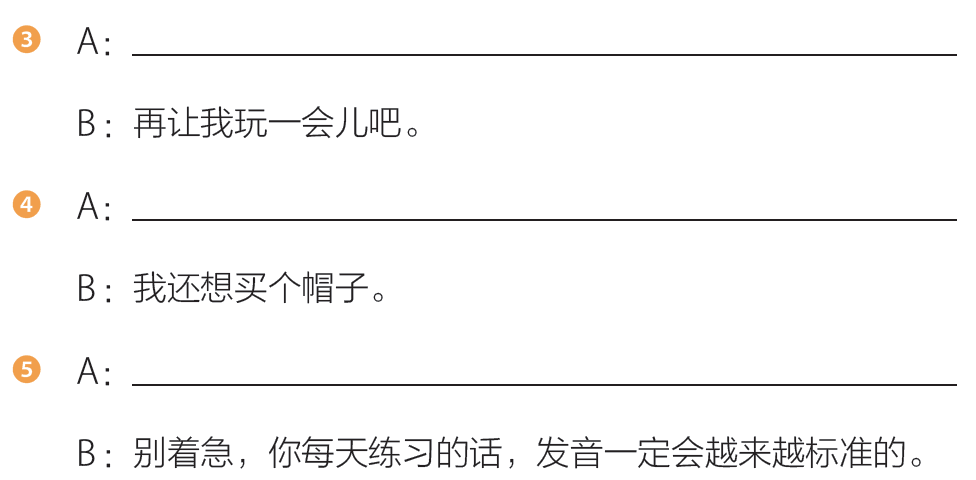 3 A：
B：再让我玩一会儿吧。
4 A：
B：我还想买个帽子。
5 A：
B：别着急，你每天练习的话，发音一定会越来越标准的。